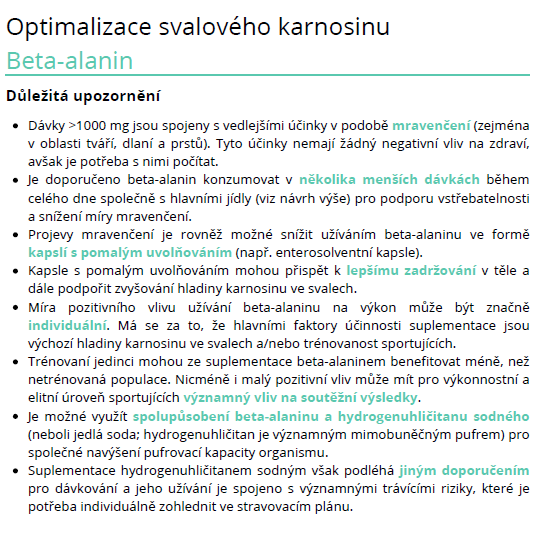 Optimalizace svalového karnosinu
Beta-alanin
Důležitá upozornění
• Dávky >1000 mg jsou spojeny s vedlejšími účinky v podobě mravenčení (zejména
v oblasti tváří, dlaní a prstů). Tyto účinky nemají žádný negativní vliv na zdraví,
avšak je potřeba s nimi počítat.
• Je doporučeno beta-alanin konzumovat v několika menších dávkách během
celého dne společně s hlavními jídly (viz návrh výše) pro podporu vstřebatelnosti
a snížení míry mravenčení.
• Projevy mravenčení je rovněž možné snížit užíváním beta-alaninu ve formě
kapslí s pomalým uvolňováním (např. enterosolventní kapsle).
• Kapsle s pomalým uvolňováním mohou přispět k lepšímu zadržování v těle a
dále podpořit zvyšování hladiny karnosinu ve svalech.
• Míra pozitivního vlivu užívání beta-alaninu na výkon může být značně
individuální. Má se za to, že hlavními faktory účinnosti suplementace jsou
výchozí hladiny karnosinu ve svalech a/nebo trénovanost sportujících.
• Trénovaní jedinci mohou ze suplementace beta-alaninem benefitovat méně, než
netrénovaná populace. Nicméně i malý pozitivní vliv může mít pro výkonnostní a
elitní úroveň sportujících významný vliv na soutěžní výsledky.
• Je možné využít spolupůsobení beta-alaninu a hydrogenuhličitanu sodného
(neboli jedlá soda; hydrogenuhličitan je významným mimobuněčným pufrem) pro
společné navýšení pufrovací kapacity organismu.
• Suplementace hydrogenuhličitanem sodným však podléhá jiným doporučením
pro dávkování a jeho užívání je spojeno s významnými trávícími riziky, které je
potřeba individuálně zohlednit ve stravovacím plánu.